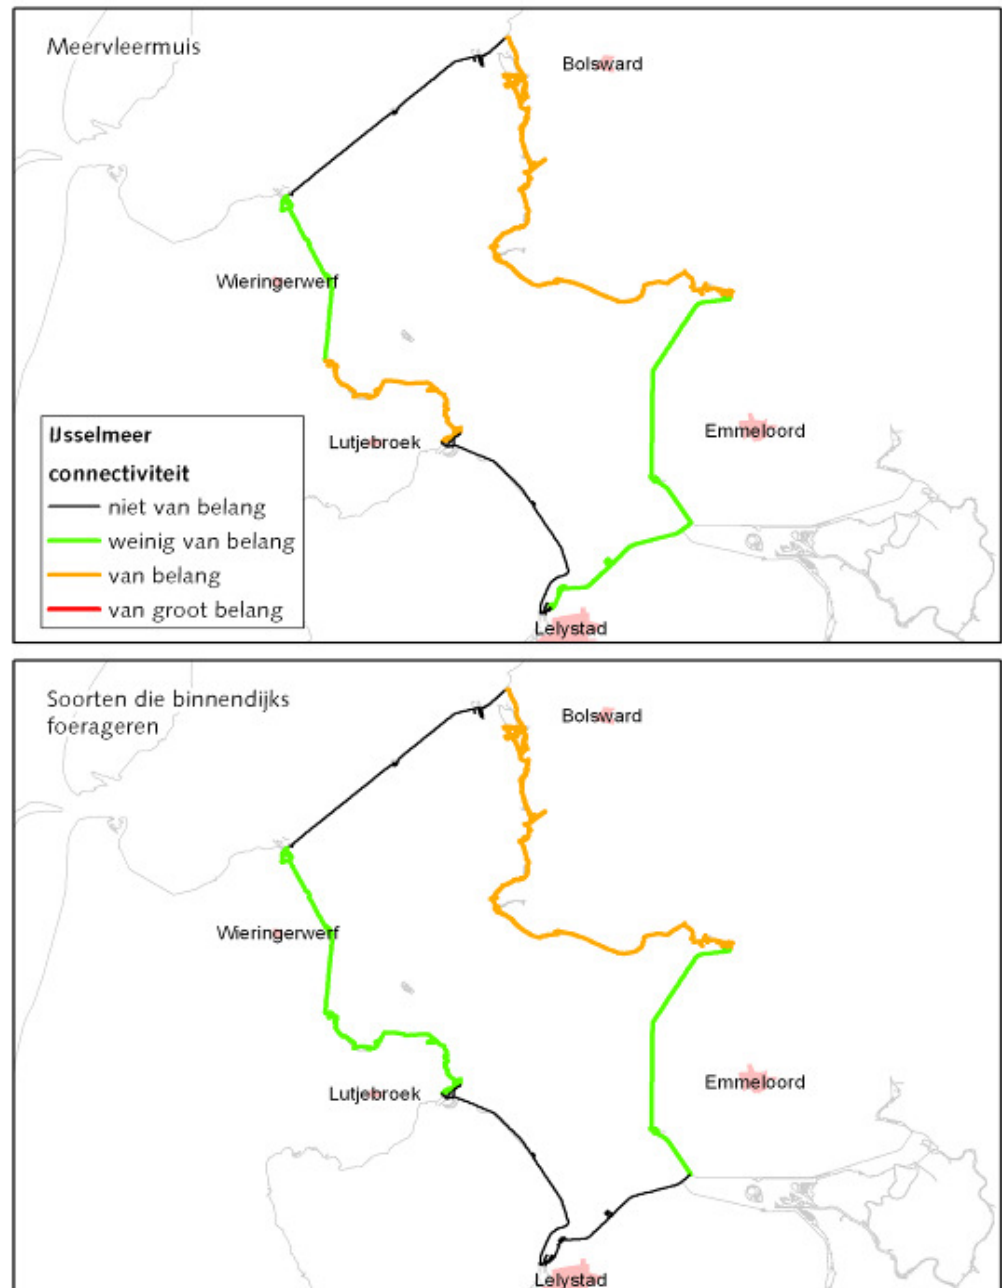 Meervleermuis
Bolsward
Wieringerwerf
Lutjebroek
Emmeloord
Lelystad
IJsselmeer
connectiviteit
niet van belang
weinig van belang
van belang
van groot belang
Soorten die binnendijks
foerageren
Bolsward
Wieringerwerf
Lutjebroek
Emmeloord
Lelystad